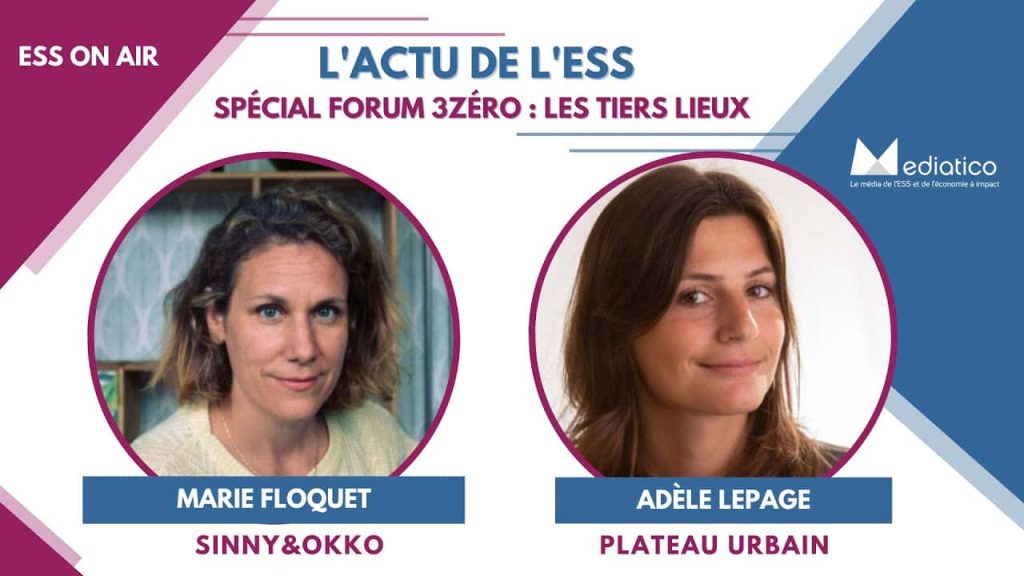 ESS ON AIR
L'ACTU DE L'ESS
SPÉCIAL FORUM 3ZÉRO : LES TIERS LIEUX
Mediatico
Le média de l'ESS et de l'économie à impact
MARIE FLOQUET
SINNY&OKKO
ADÈLE LEPAGE
PLATEAU URBAIN